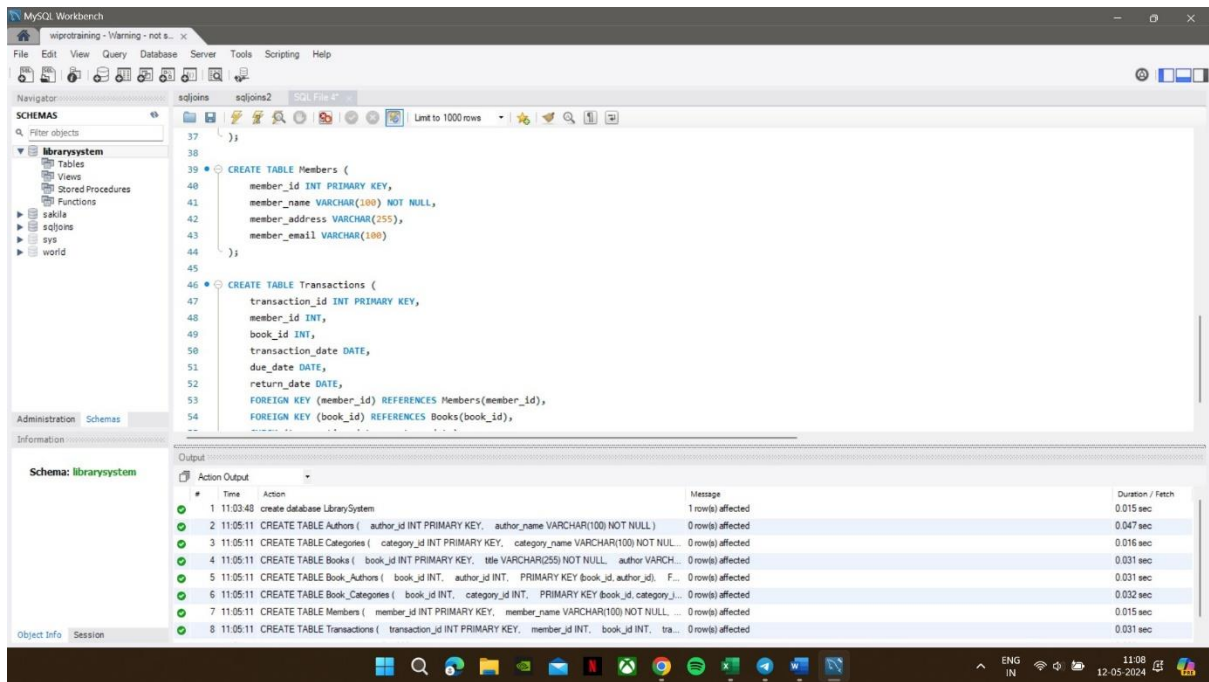 MySQL Workbench
wiprotraining - Warning - not s... ×
File Edit View Query Database Server Tools Scripting Help
Navigator
SCHEMAS
Filter objects
librarysystem
Tables
Views
Stored Procedures
Functions
sakila
sqljoins
sys
world
Administration Schemas
Information
Schema: librarysystem
Object Info Session
sqljoins sqljoins2 SQL File 4* ×
Limit to 1000 rows
37 );
38
39 CREATE TABLE Members (
40 member_id INT PRIMARY KEY,
41 member_name VARCHAR(100) NOT NULL,
42 member_address VARCHAR(255),
43 member_email VARCHAR(100)
44 );
45
46 CREATE TABLE Transactions (
47 transaction_id INT PRIMARY KEY,
48 member_id INT,
49 book_id INT,
50 transaction_date DATE,
51 due_date DATE,
52 return_date DATE,
53 FOREIGN KEY (member_id) REFERENCES Members(member_id),
54 FOREIGN KEY (book_id) REFERENCES Books(book_id),
Output
Action Output
# Time Action Message Duration / Fetch
1 11:03:48 create database LibrarySystem 1 row(s) affected 0.015 sec
2 11:05:11 CREATE TABLE Authors ( author_id INT PRIMARY KEY, author_name VARCHAR(100) NOT NULL ) 0 row(s) affected 0.047 sec
3 11:05:11 CREATE TABLE Categories ( category_id INT PRIMARY KEY, category_name VARCHAR(100) NOT NUL... 0 row(s) affected 0.016 sec
4 11:05:11 CREATE TABLE Books ( book_id INT PRIMARY KEY, title VARCHAR(255) NOT NULL, author VARCH... 0 row(s) affected 0.031 sec
5 11:05:11 CREATE TABLE Book_Authors ( book_id INT, author_id INT, PRIMARY KEY (book_id, author_id), F... 0 row(s) affected 0.031 sec
6 11:05:11 CREATE TABLE Book_Categories ( book_id INT, category_id INT, PRIMARY KEY (book_id, category_i... 0 row(s) affected 0.032 sec
7 11:05:11 CREATE TABLE Members ( member_id INT PRIMARY KEY, member_name VARCHAR(100) NOT NULL, ... 0 row(s) affected 0.015 sec
8 11:05:11 CREATE TABLE Transactions ( transaction_id INT PRIMARY KEY, member_id INT, book_id INT, tra... 0 row(s) affected 0.031 sec
ENG
IN
11:08
12-05-2024